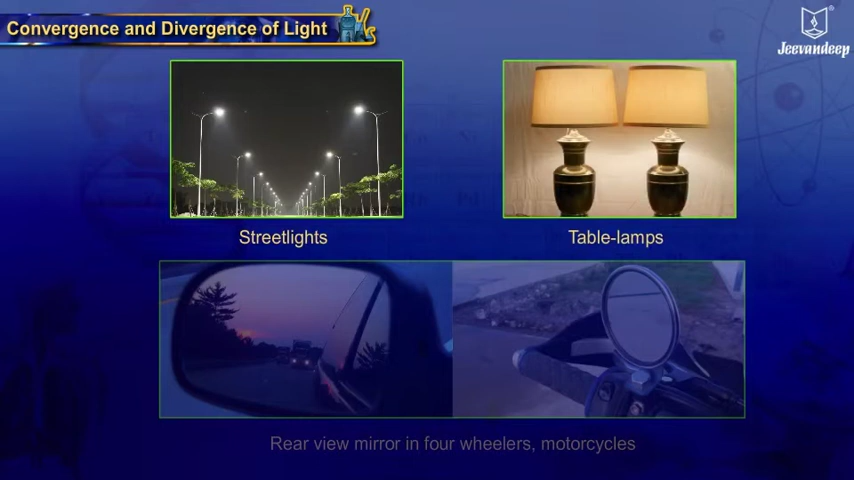 Convergence and Divergence of Light
Jeevandeep
Streetlights
Table-lamps
Rear view mirror in four wheelers, motorcycles